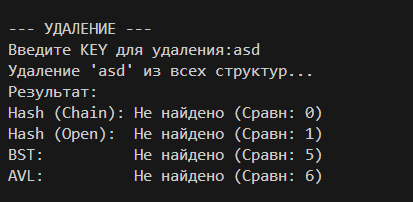 --- УДАЛЕНИЕ ---
Введите KEY для удаления:asd
Удаление 'asd' из всех структур...
Результат:
Hash (Chain): Не найдено (Сравн: 0)
Hash (Open):  Не найдено (Сравн: 1)
BST:          Не найдено (Сравн: 5)
AVL:          Не найдено (Сравн: 6)